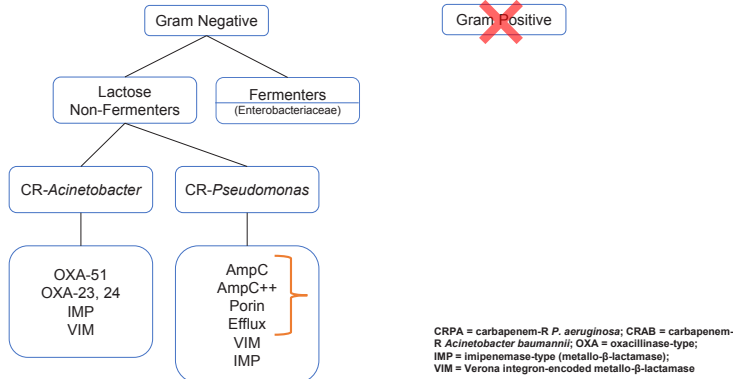 Gram Negative
Gram Positive
Lactose
Non-Fermenters
Fermenters
(Enterobacteriaceae)
CR-Acinetobacter
CR-Pseudomonas
OXA-51
OXA-23, 24
IMP
VIM
AmpC
AmpC++
Porin
Efflux
VIM
IMP
CRPA = carbapenem-R P. aeruginosa; CRAB = carbapenem-
R Acinetobacter baumannii; OXA = oxacillinase-type;
IMP = imipenemase-type (metallo-β-lactamase);
VIM = Verona integron-encoded metallo-β-lactamase